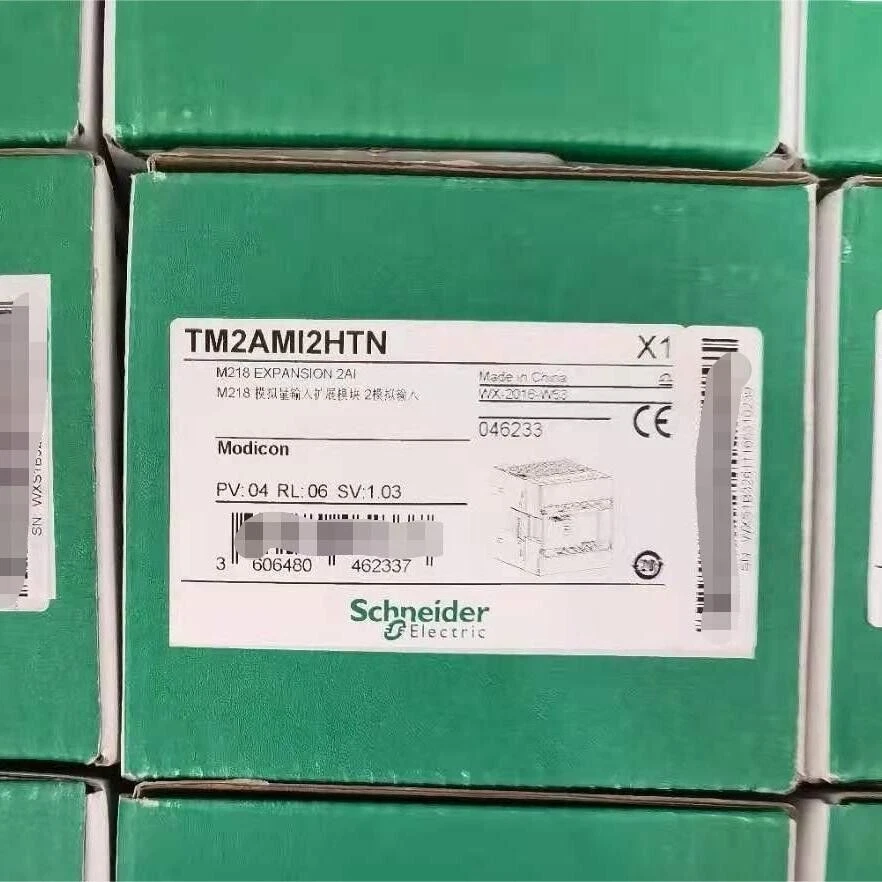 TM2AMI2HTN
X1
M218 EXPANSION 2AI
M218 模拟量输入扩展模块 2模拟输入
Made in China
WX-2016-W53
046233
CE
Modicon
PV:04 RL:06 SV:1.03
3 606480 462337
20
Schneider
Electric